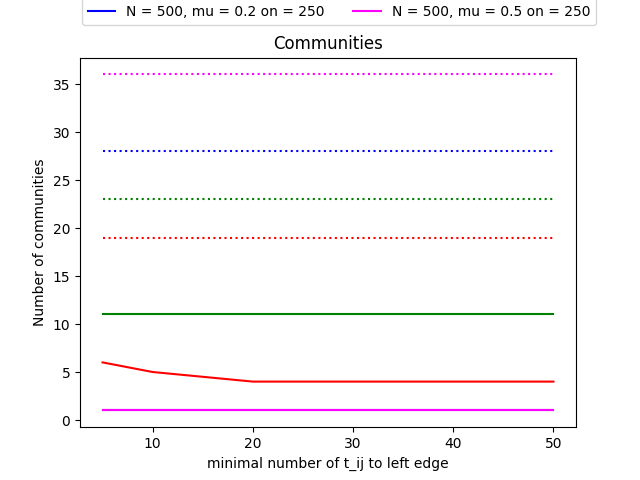 N = 500, mu = 0.2 on = 250
N = 500, mu = 0.5 on = 250
Communities
35
30
25
20
15
10
5
0
Number of communities
10
20
30
40
50
minimal number of t_ij to left edge